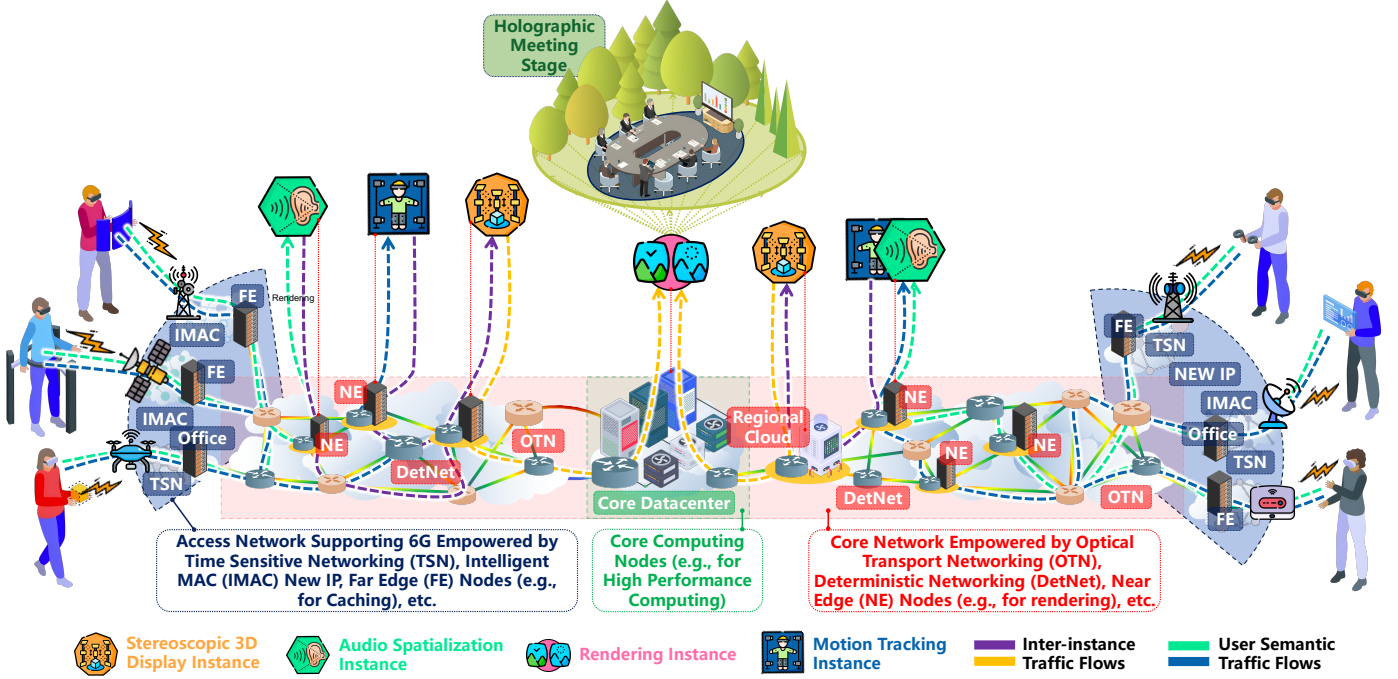 Holographic
Meeting
Stage
FE
Rendering
IMAC
FE
IMAC
Office
TSN
NE
NE
DetNet
OTN
Core Datacenter
Regional
Cloud
NE
NE
NE
DetNet
OTN
FE
TSN
NEW IP
IMAC
Office
TSN
FE
Access Network Supporting 6G Empowered by
Time Sensitive Networking (TSN), Intelligent
MAC (IMAC) New IP, Far Edge (FE) Nodes (e.g.,
for Caching), etc.
Core Computing
Nodes (e.g., for
High Performance
Computing)
Core Network Empowered by Optical
Transport Networking (OTN),
Deterministic Networking (DetNet), Near
Edge (NE) Nodes (e.g., for rendering), etc.
Stereoscopic 3D
Display Instance
Audio Spatialization
Instance
Rendering Instance
Motion Tracking
Instance
Inter-instance
Traffic Flows
User Semantic
Traffic Flows